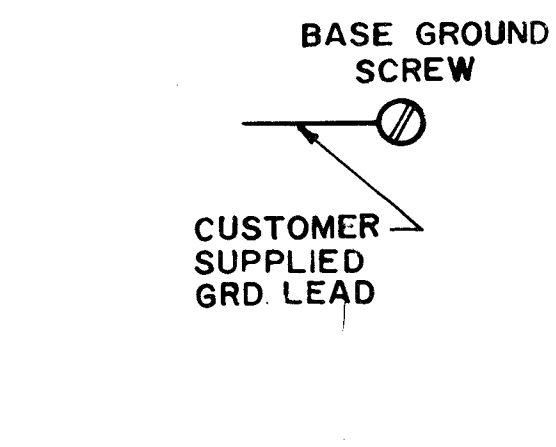 BASE GROUND
SCREW
CUSTOMER
SUPPLIED
GRD. LEAD